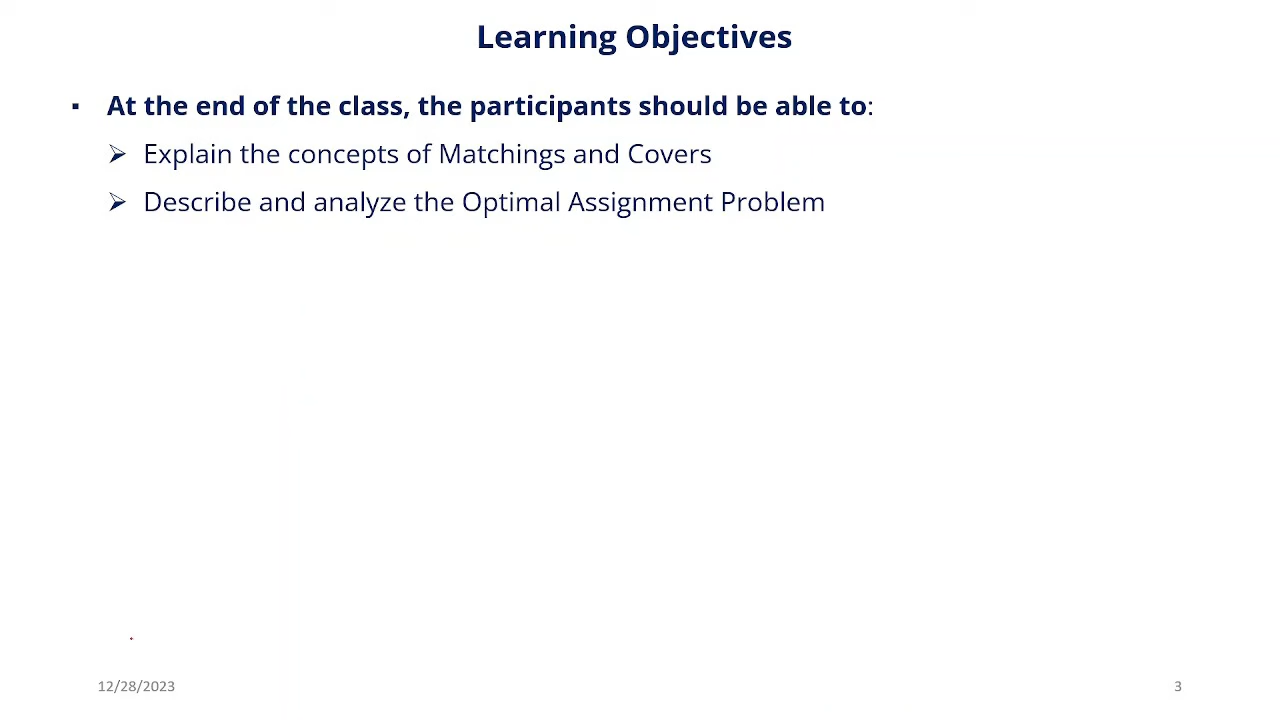 Learning Objectives
▪ At the end of the class, the participants should be able to:
➢ Explain the concepts of Matchings and Covers
➢ Describe and analyze the Optimal Assignment Problem
12/28/2023
3